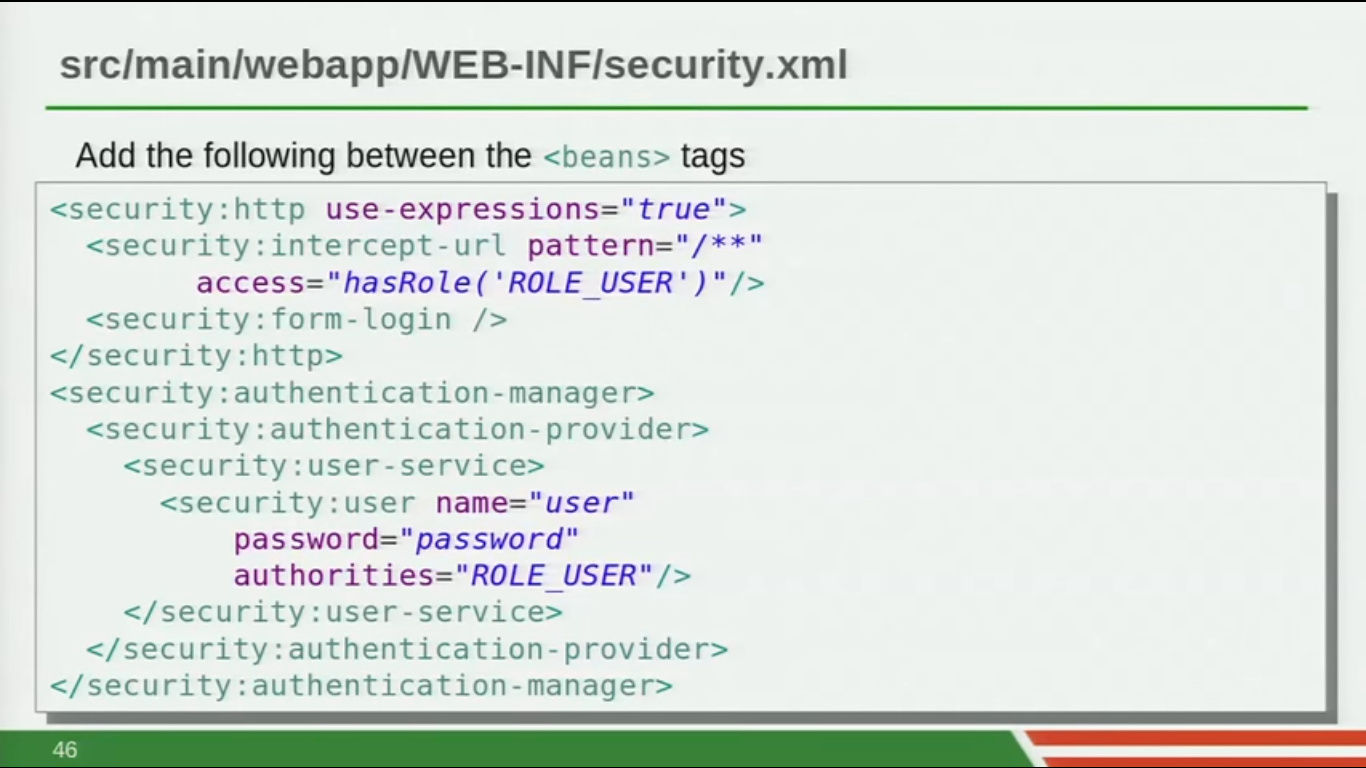 src/main/webapp/WEB-INF/security.xml
Add the following between the <beans> tags
<security:http use-expressions="true">
  <security:intercept-url pattern="/**"
        access="hasRole('ROLE_USER')"/>
  <security:form-login />
</security:http>
<security:authentication-manager>
  <security:authentication-provider>
    <security:user-service>
      <security:user name="user"
          password="password"
          authorities="ROLE_USER"/>
    </security:user-service>
  </security:authentication-provider>
</security:authentication-manager>
46